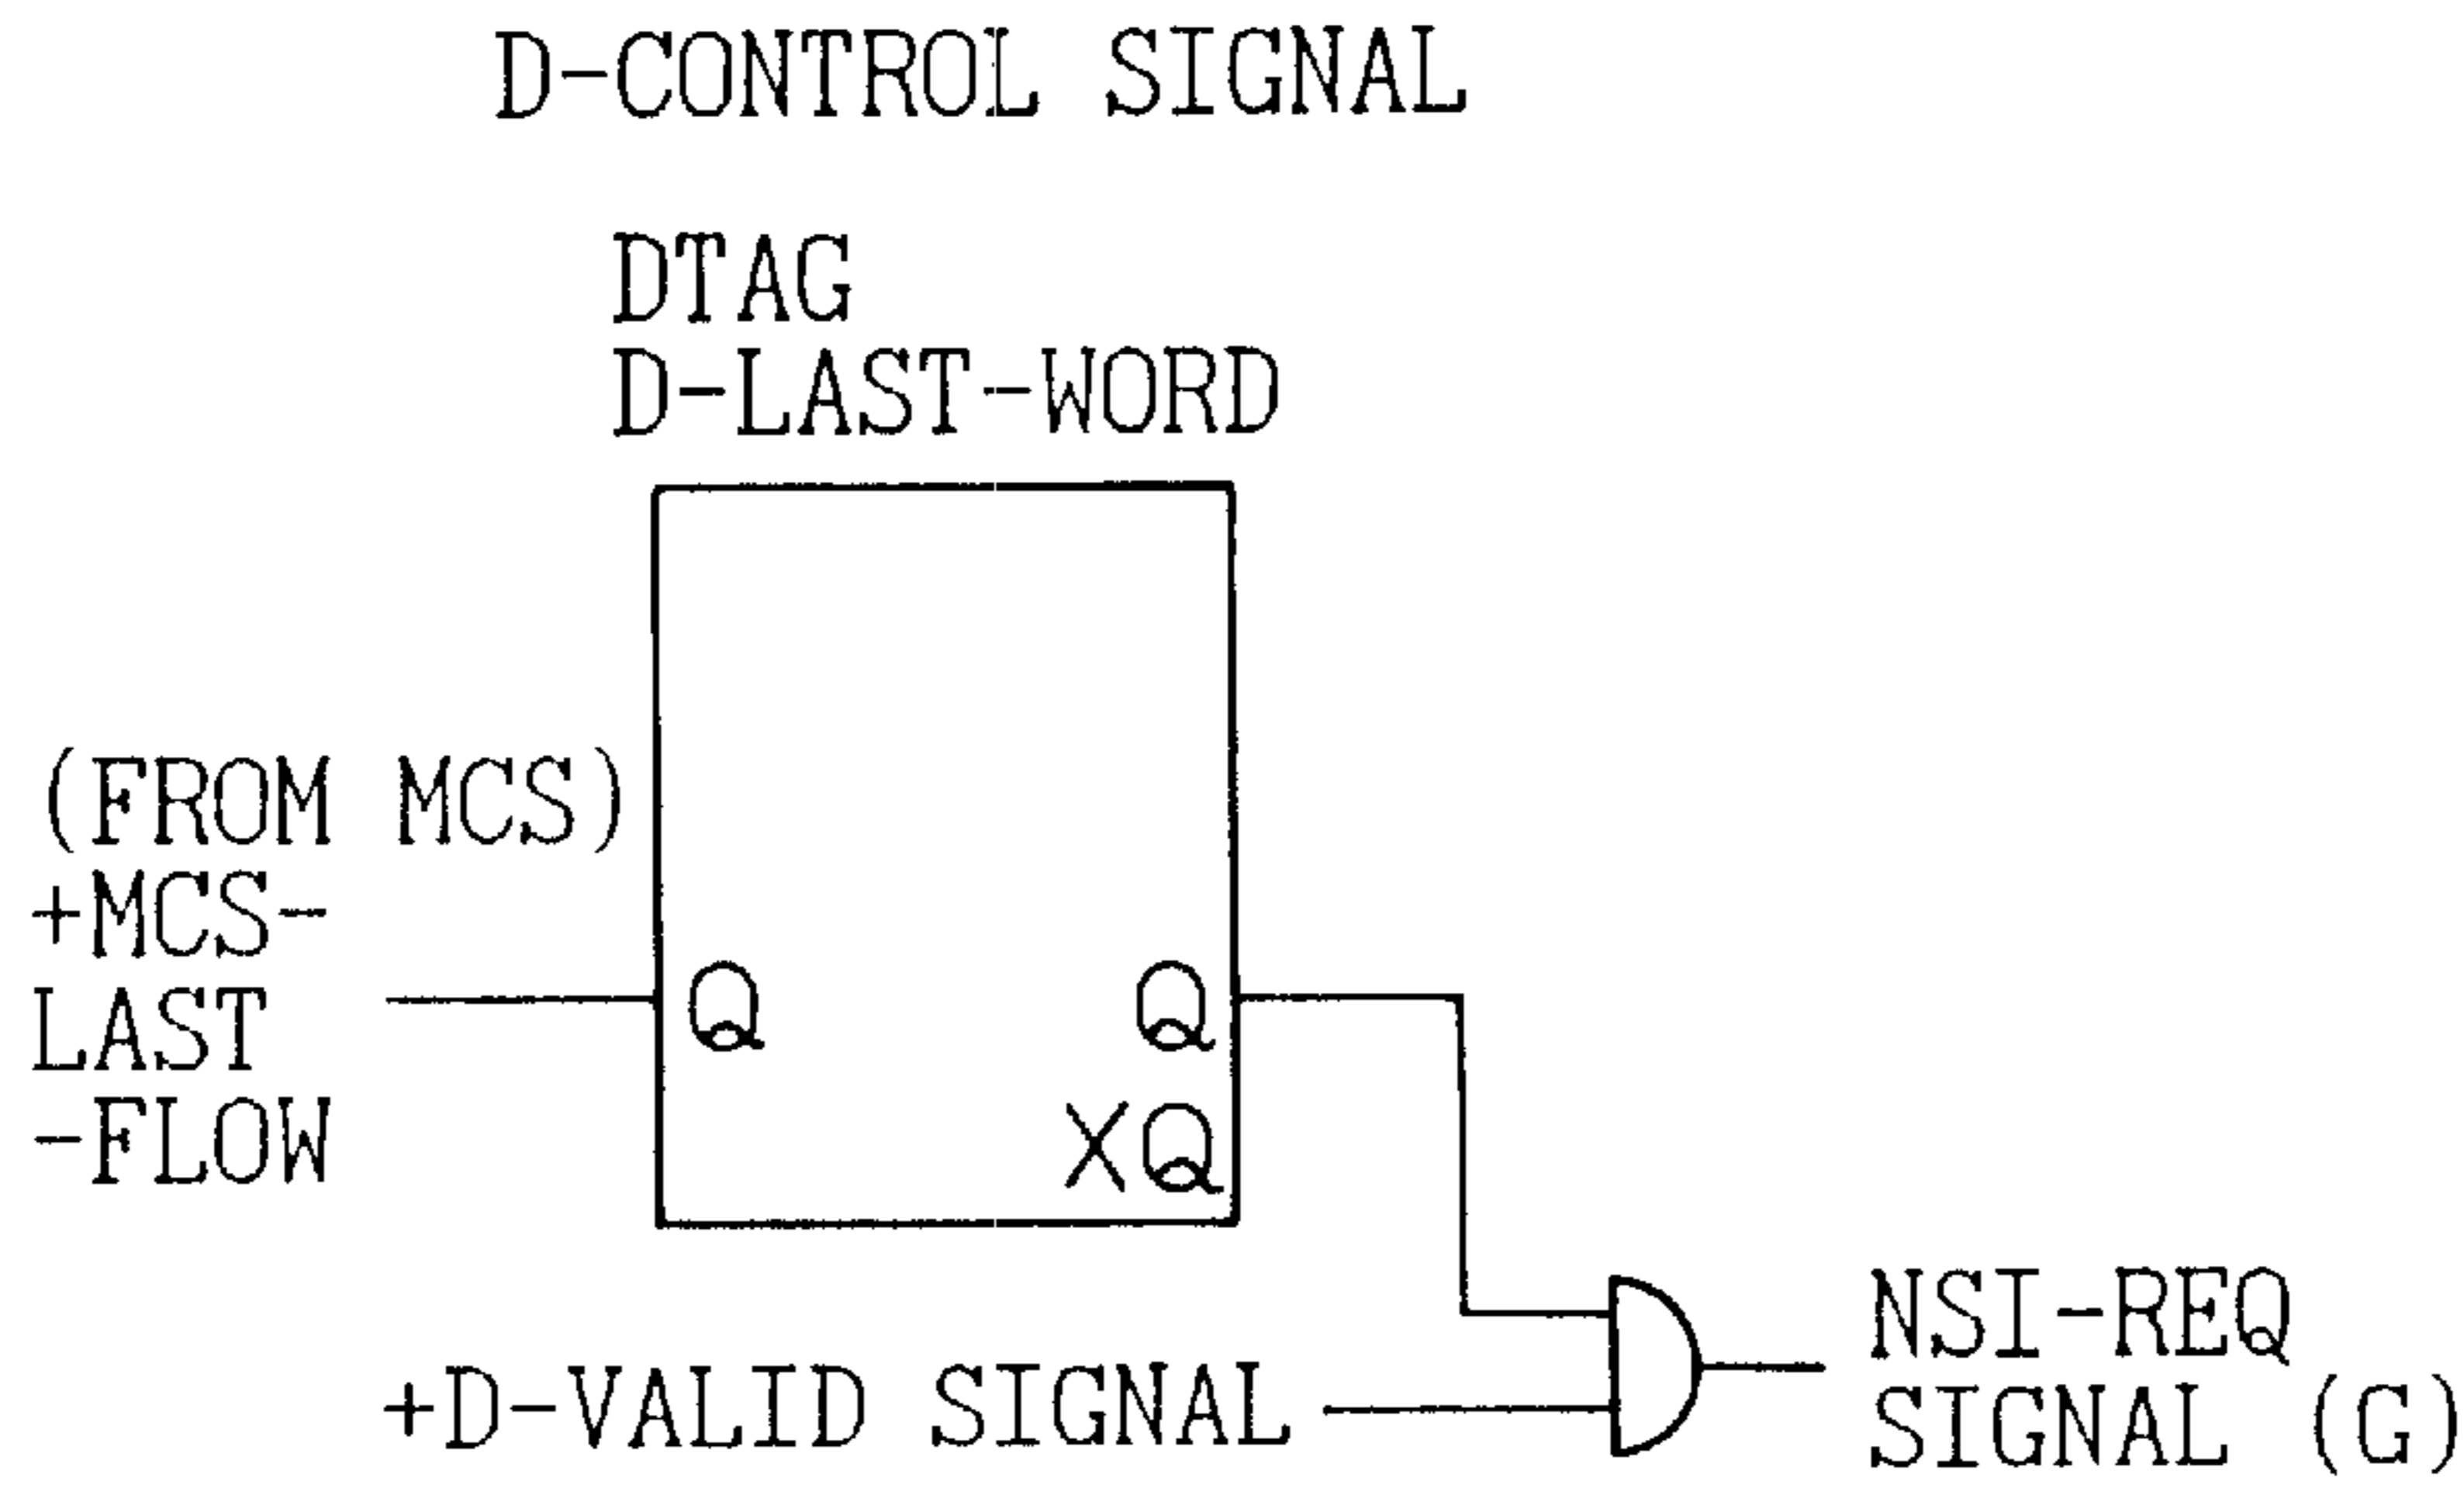 D-CONTROL SIGNAL
DTAG
D-LAST-WORD
(FROM MCS)
+MCS-
LAST
-FLOW
Q
Q
XQ
+D-VALID SIGNAL
NSI-REQ
SIGNAL (G)